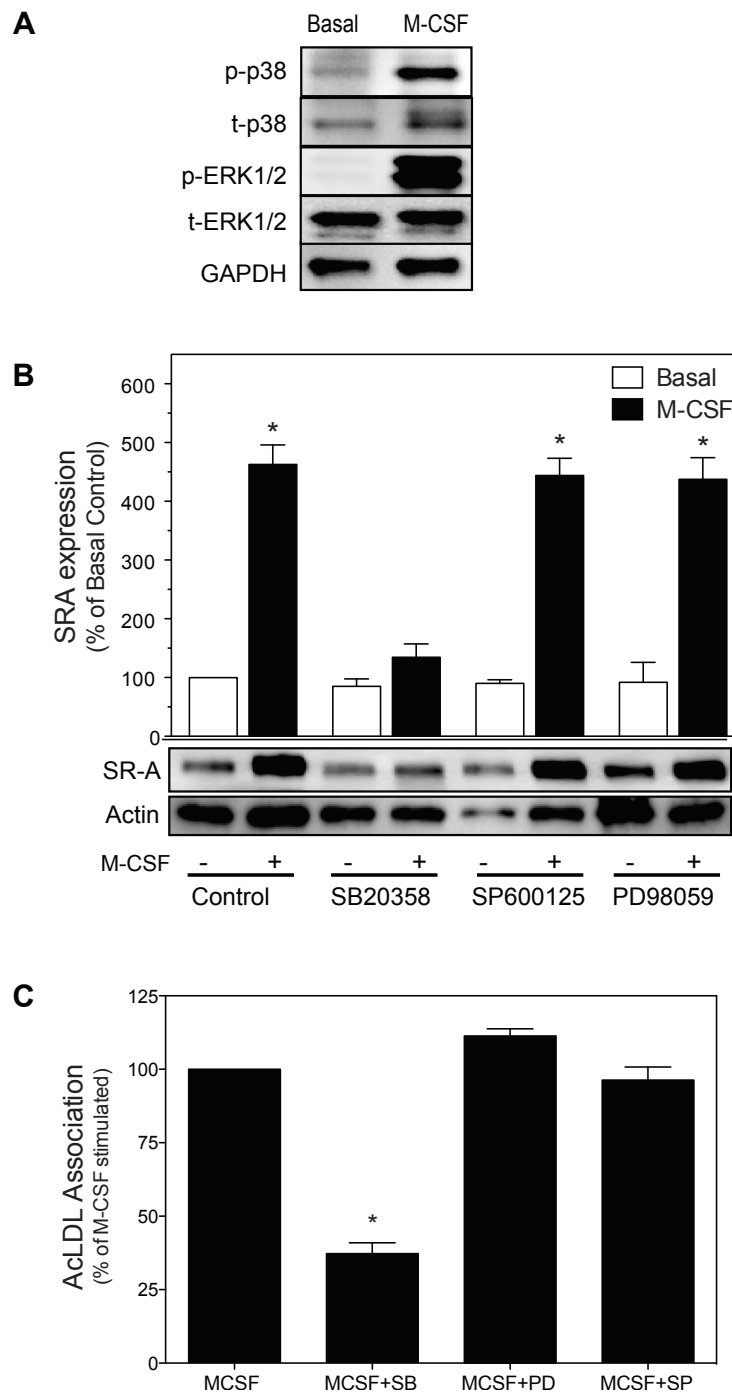 A
Basal M-CSF
p-p38
t-p38
p-ERK1/2
t-ERK1/2
GAPDH
B
600
500
400
300
200
100
0
SRA expression
(% of Basal Control)
Basal
M-CSF
* * *
SR-A
Actin
M-CSF - + - + - + - +
Control SB20358 SP600125 PD98059
C
125
100
75
50
25
0
AcLDL Association
(% of M-CSF stimulated)
*
MCSF MCSF+SB MCSF+PD MCSF+SP